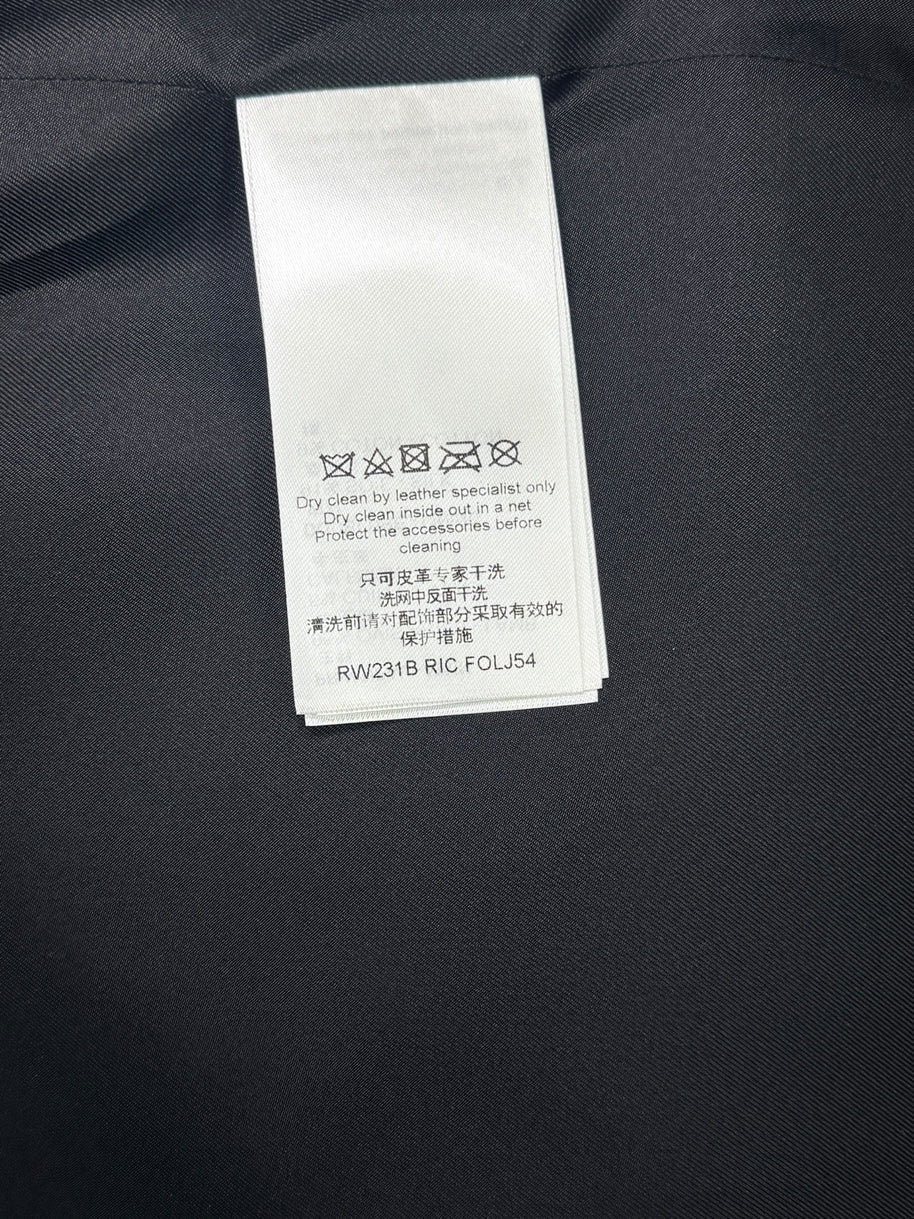 Dry clean by leather specialist only
Dry clean inside out in a net
Protect the accessories before
cleaning
只可皮革专家干洗
洗网中反面干洗
清洗前请对配饰部分采取有效的
保护措施
RW231B RIC FOLJ54